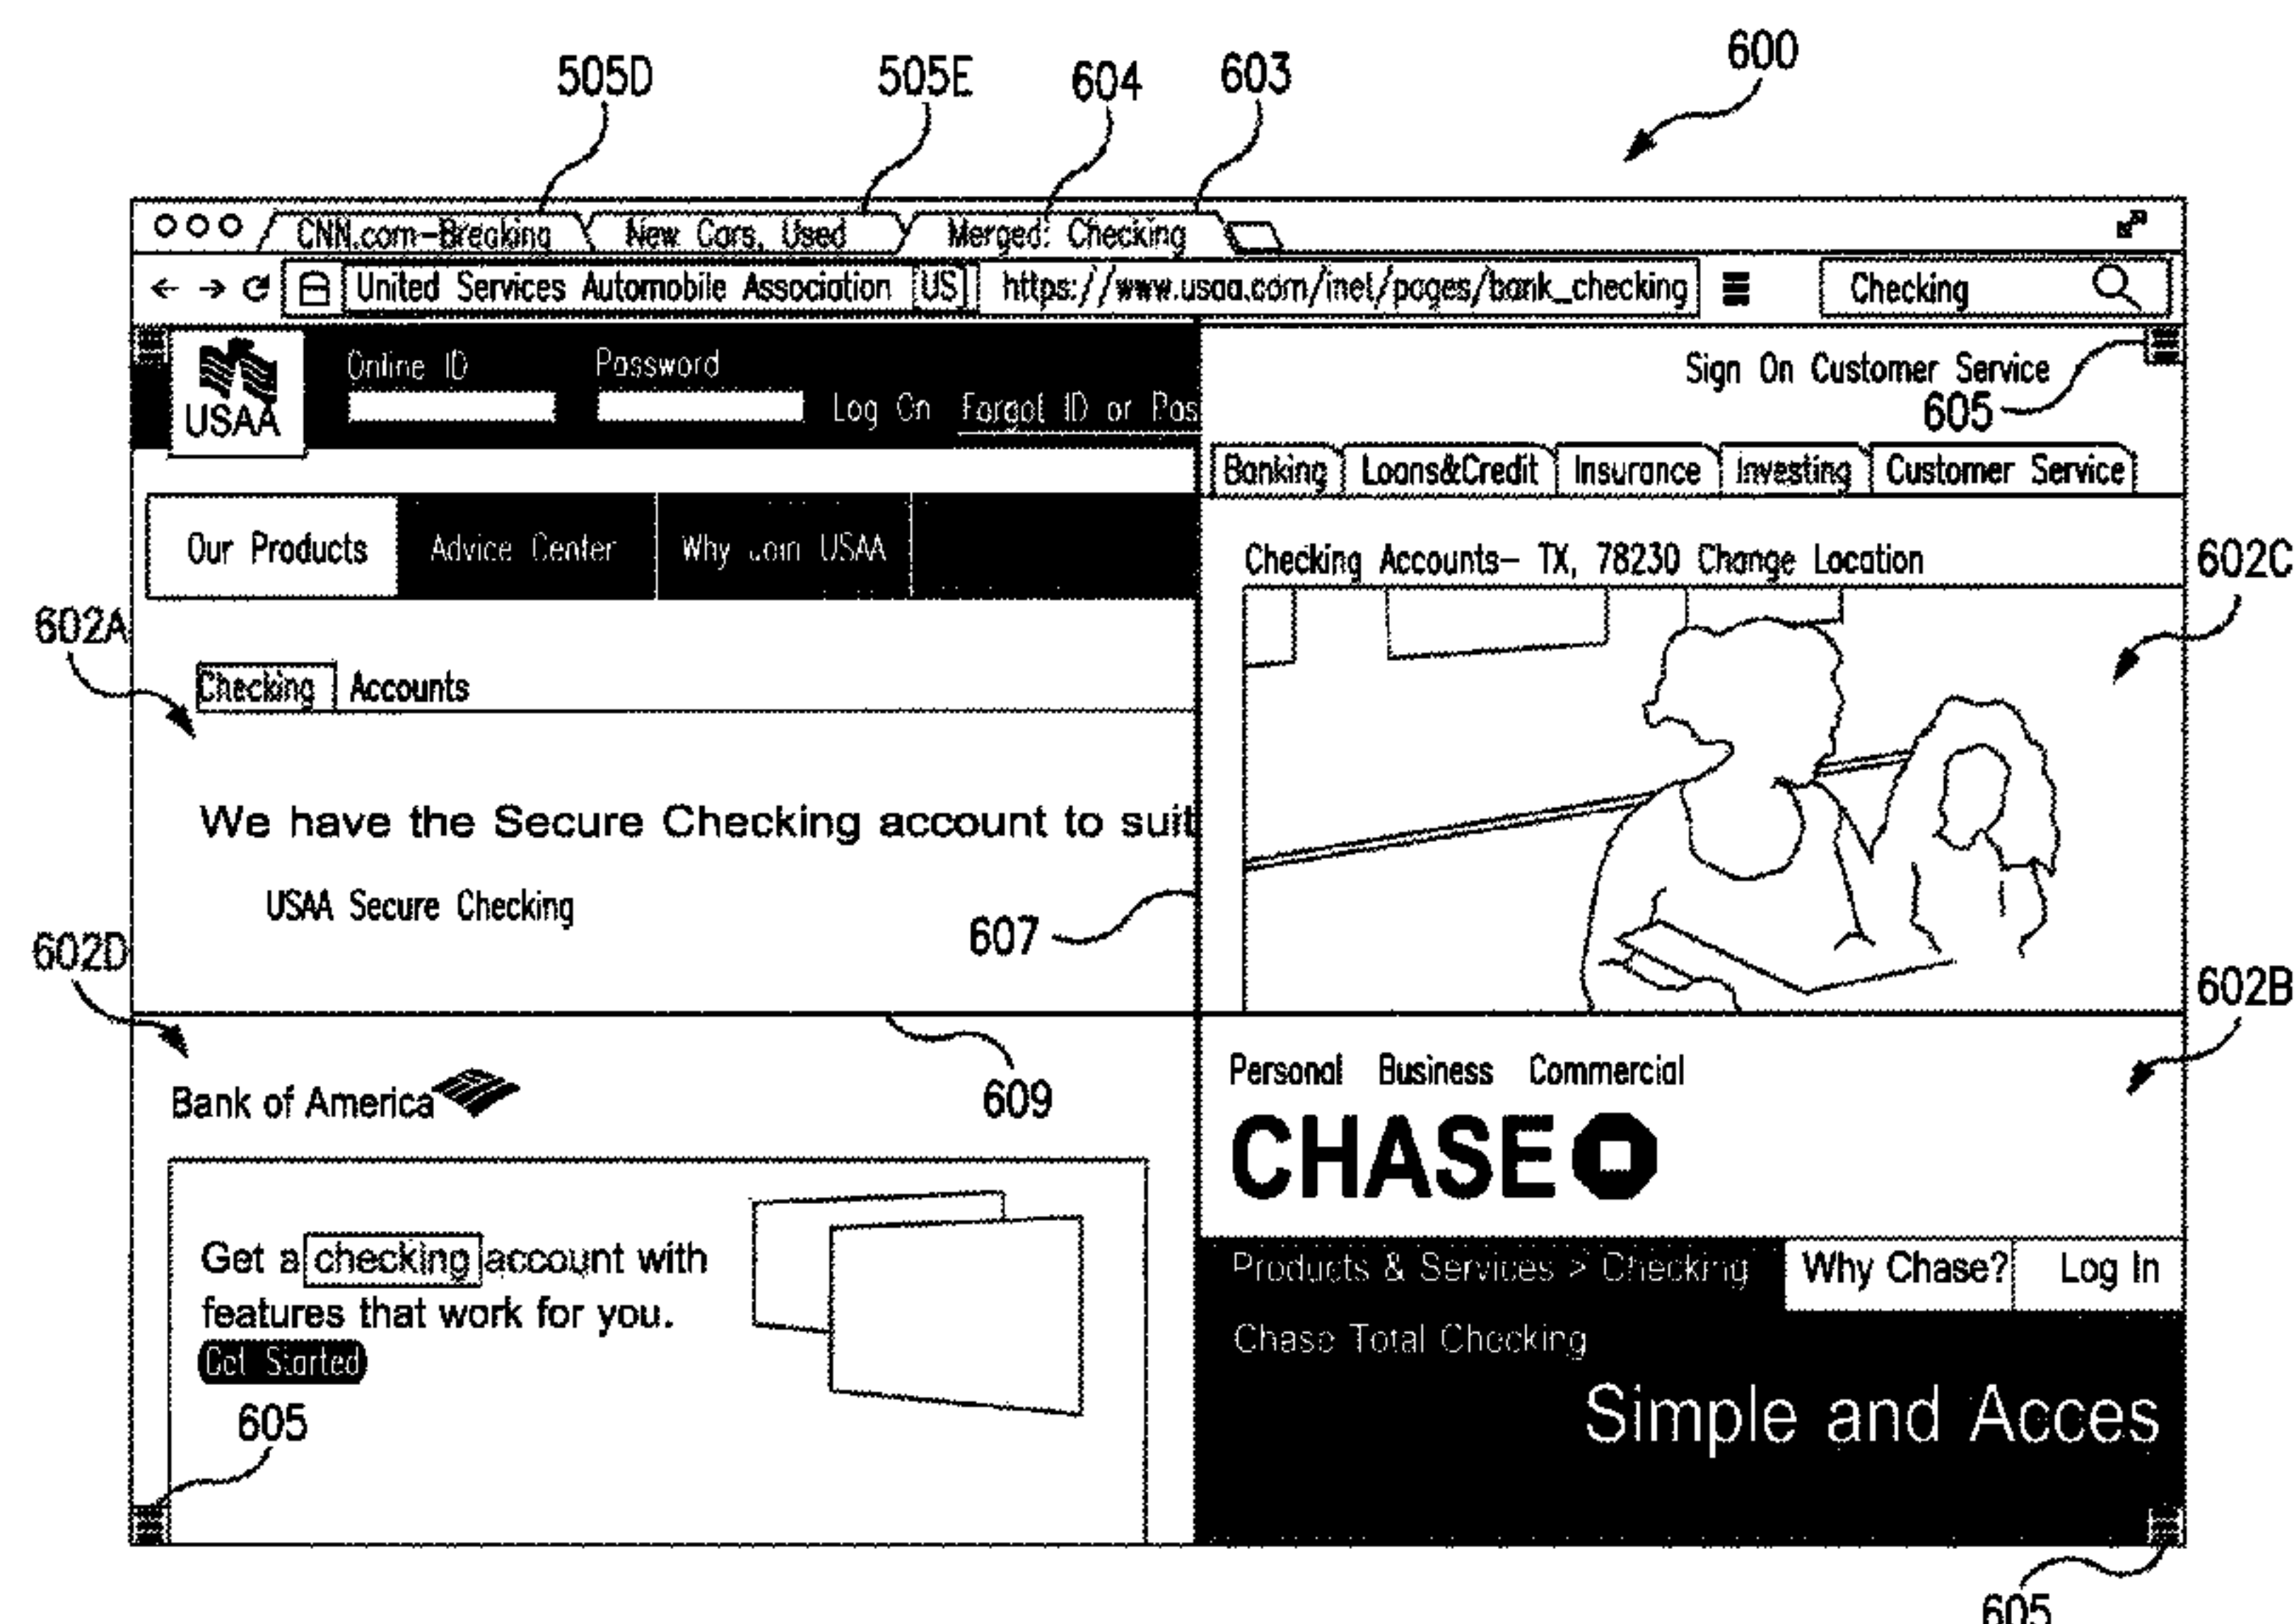 600
505D 505E 604 603
CNN.com-Breaking New Cars, Used Merged: Checking
United Services Automobile Association US https://www.usaa.com/inet/pages/bank_checking Checking
USAA Online ID Password
Log On Forgot ID or Pas
Sign On Customer Service
605
Banking Loans&Credit Insurance Investing Customer Service
Our Products Advice Center Why Join USAA
Checking Accounts- TX, 78230 Change Location
602C
602A
Checking Accounts
We have the Secure Checking account to suit
USAA Secure Checking
607
602D
602B
609
Bank of America
Personal Business Commercial
CHASE
Get a checking account with
features that work for you.
Get Started
605
Products & Services > Checking Why Chase? Log In
Chase Total Checking
Simple and Acces
605